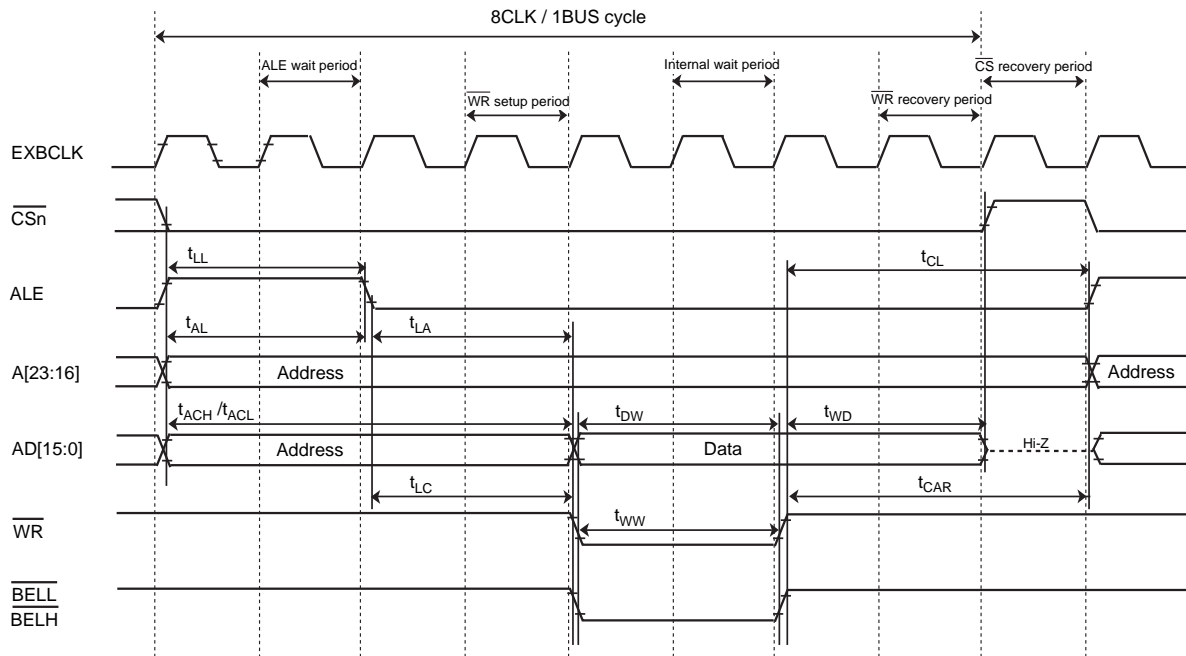 8CLK / 1BUS cycle
ALE wait period
Internal wait period
CS recovery period
WR setup period
WR recovery period
EXBCLK
CSn
tLL
tCL
ALE
tAL
tLA
A[23:16]
Address
Address
tACH /tACL
tDW
tWD
AD[15:0]
Address
Data
Hi-Z
tLC
tCAR
WR
tWW
BELL
BELH